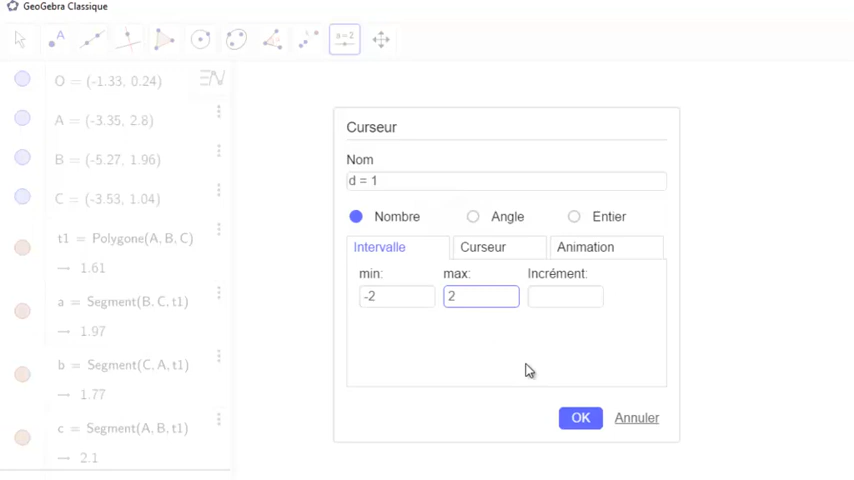 GeoGebra Classique
a=2
A
O = (-1.33, 0.24)
A = (-3.35, 2.8)
B = (-5.27, 1.96)
C = (-3.53, 1.04)
t1 = Polygone(A, B, C)
→ 1.61
a = Segment(B, C, t1)
→ 1.97
b = Segment(C, A, t1)
→ 1.77
c = Segment(A, B, t1)
→ 2.1
Curseur
Nom
d = 1
Nombre Angle Entier
Intervalle Curseur Animation
min: max: Incrément:
-2 2
OK Annuler